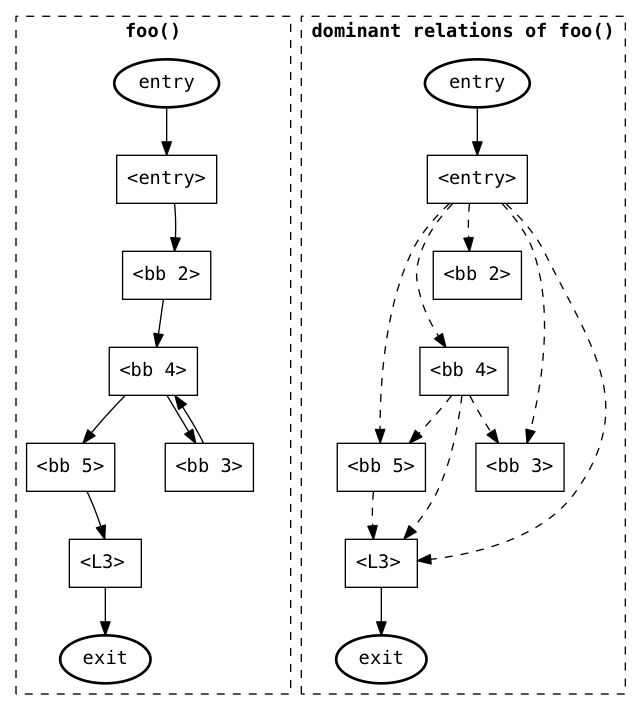 foo()
entry
<entry>
<bb 2>
<bb 4>
<bb 5>
<bb 3>
<L3>
exit
dominant relations of foo()
entry
<entry>
<bb 2>
<bb 4>
<bb 5>
<bb 3>
<L3>
exit